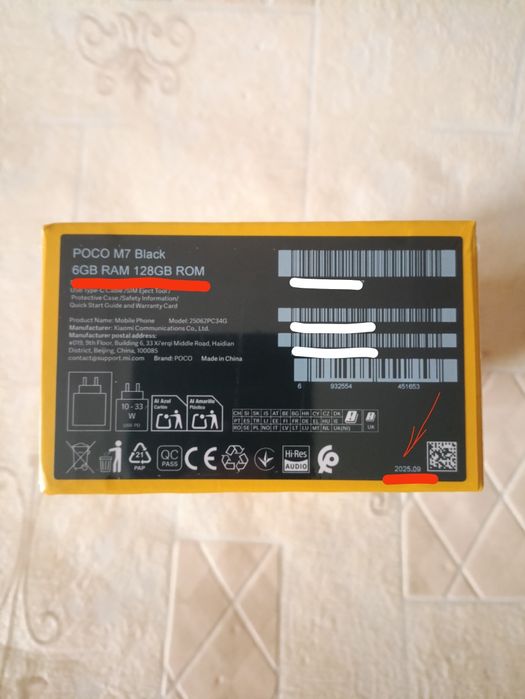 POCO M7 Black
6GB RAM 128GB ROM
Protective Case /Safety Information/
Quick Start Guide and Warranty Card
Product Name: Mobile Phone Model: 25062PC34G
Manufacturer: Xiaomi Communications Co., Ltd.
Manufacturer postal address:
#019, 9th Floor, Building 6, 33 Xi'erqi Middle Road, Haidian
District, Beijing, China, 100085
contact@support.mi.com Brand: POCO Made in China
6 932554 451653
10 - 33
W
USB PD
Al Azul
Cartón
Al Amarillo
Plástico
CH SI SK IS AT BE BG HR CY CZ DK
PT ES TR LI EE FI FR DE EL HU IE
RO SE PL NO IT LV LT LU MT NL UK(NI)
UK
21
PAP
QC
PASS
CE
Hi-Res
AUDIO
2025.09